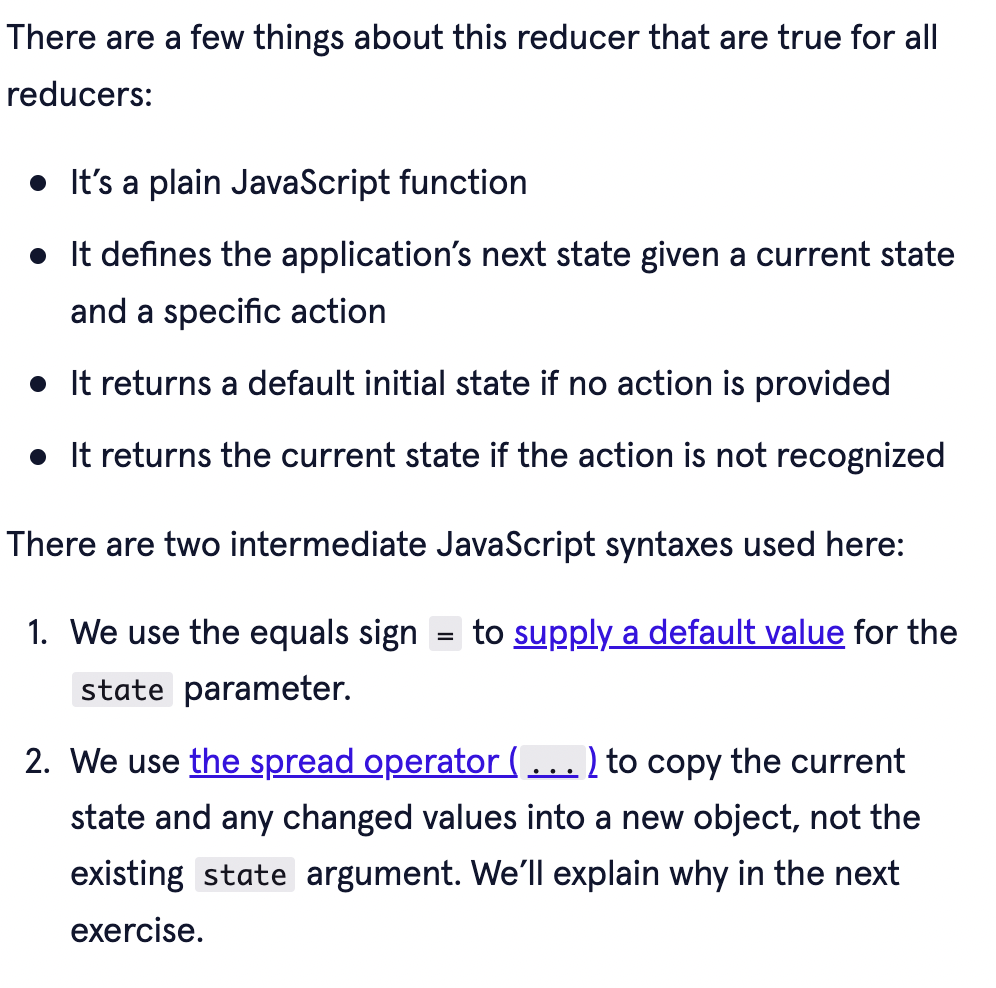 There are a few things about this reducer that are true for all
reducers:
● It’s a plain JavaScript function
● It defines the application’s next state given a current state
and a specific action
● It returns a default initial state if no action is provided
● It returns the current state if the action is not recognized
There are two intermediate JavaScript syntaxes used here:
1. We use the equals sign = to supply a default value for the
state parameter.
2. We use the spread operator (...) to copy the current
state and any changed values into a new object, not the
existing state argument. We’ll explain why in the next
exercise.